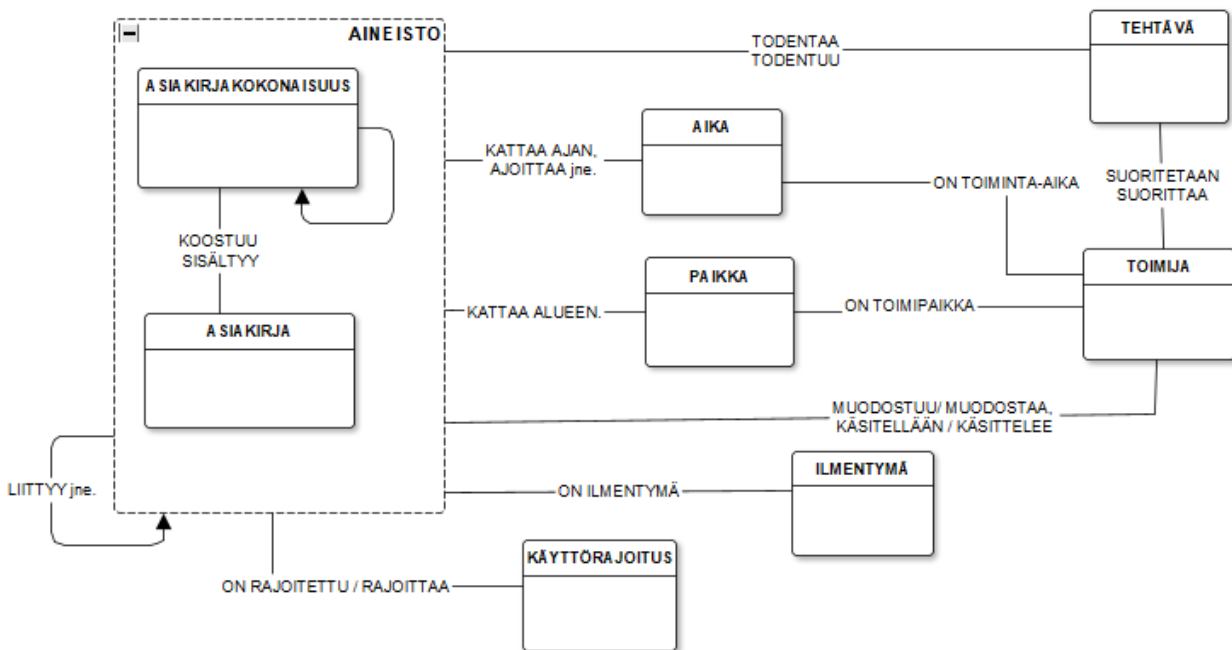 AINEISTO
ASIAKIRJAKOKONAISUUS
KOOSTUU
SISÄLTYY
ASIAKIRJA
LIITTYY jne.
TODENTAA
TODENTUU
TEHTÄVÄ
KATTAA AJAN,
AJOITTAA jne.
AIKA
ON TOIMINTA-AIKA
SUORITETAAN
SUORITTAA
KATTAA ALUEEN.
PAIKKA
ON TOIMIPAIKKA
TOIMIJA
MUODOSTUU/ MUODOSTAA,
KÄSITELLÄÄN / KÄSITTELEE
ON ILMENTYMÄ
ILMENTYMÄ
ON RAJOITETTU / RAJOITTAA
KÄYTTÖRAJOITUS